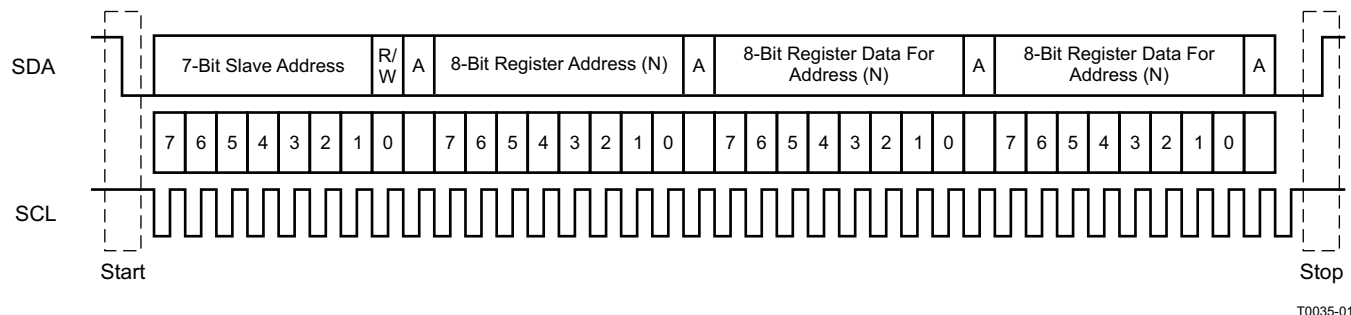 SDA
7-Bit Slave Address
R/
W
A
8-Bit Register Address (N)
A
8-Bit Register Data For
Address (N)
A
8-Bit Register Data For
Address (N)
A
7 6 5 4 3 2 1 0 7 6 5 4 3 2 1 0 7 6 5 4 3 2 1 0 7 6 5 4 3 2 1 0
SCL
Start
Stop
T0035-01